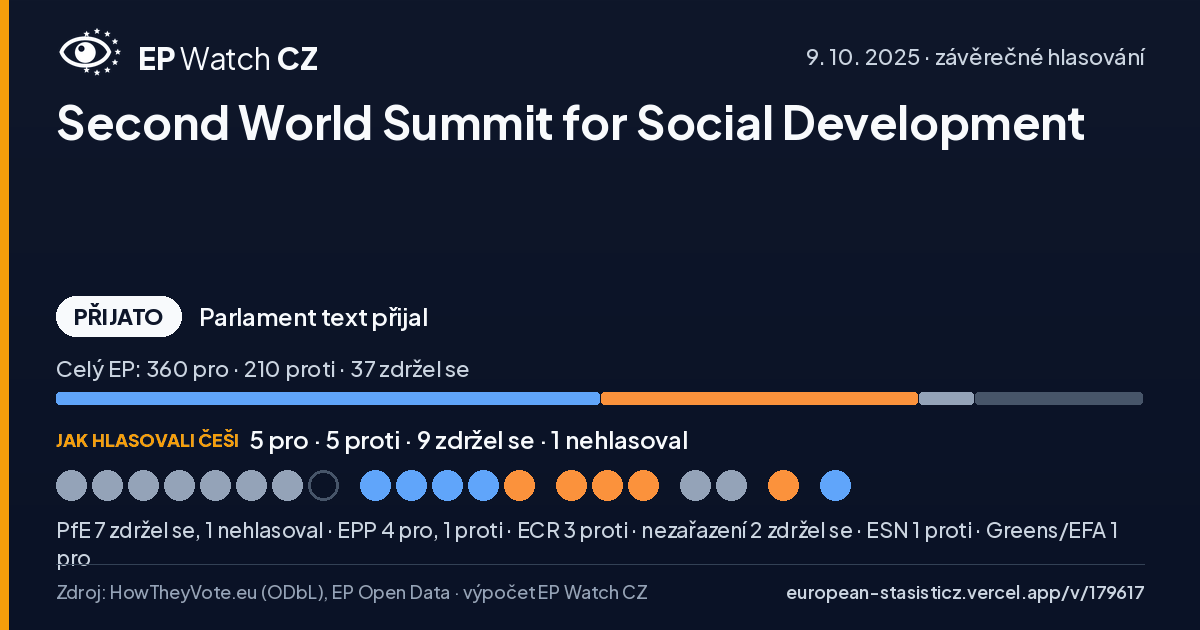 EP Watch CZ
9. 10. 2025 · závěrečné hlasování
Second World Summit for Social Development
PŘIJATO Parlament text přijal
Celý EP: 360 pro · 210 proti · 37 zdržel se
JAK HLASOVALI ČEŠI 5 pro · 5 proti · 9 zdržel se · 1 nehlasoval
PfE 7 zdržel se, 1 nehlasoval · EPP 4 pro, 1 proti · ECR 3 proti · nezařazení 2 zdržel se · ESN 1 proti · Greens/EFA 1
pro
Zdroj: HowTheyVote.eu (ODbL), EP Open Data · výpočet EP Watch CZ
european-stasisticz.vercel.app/v/179617